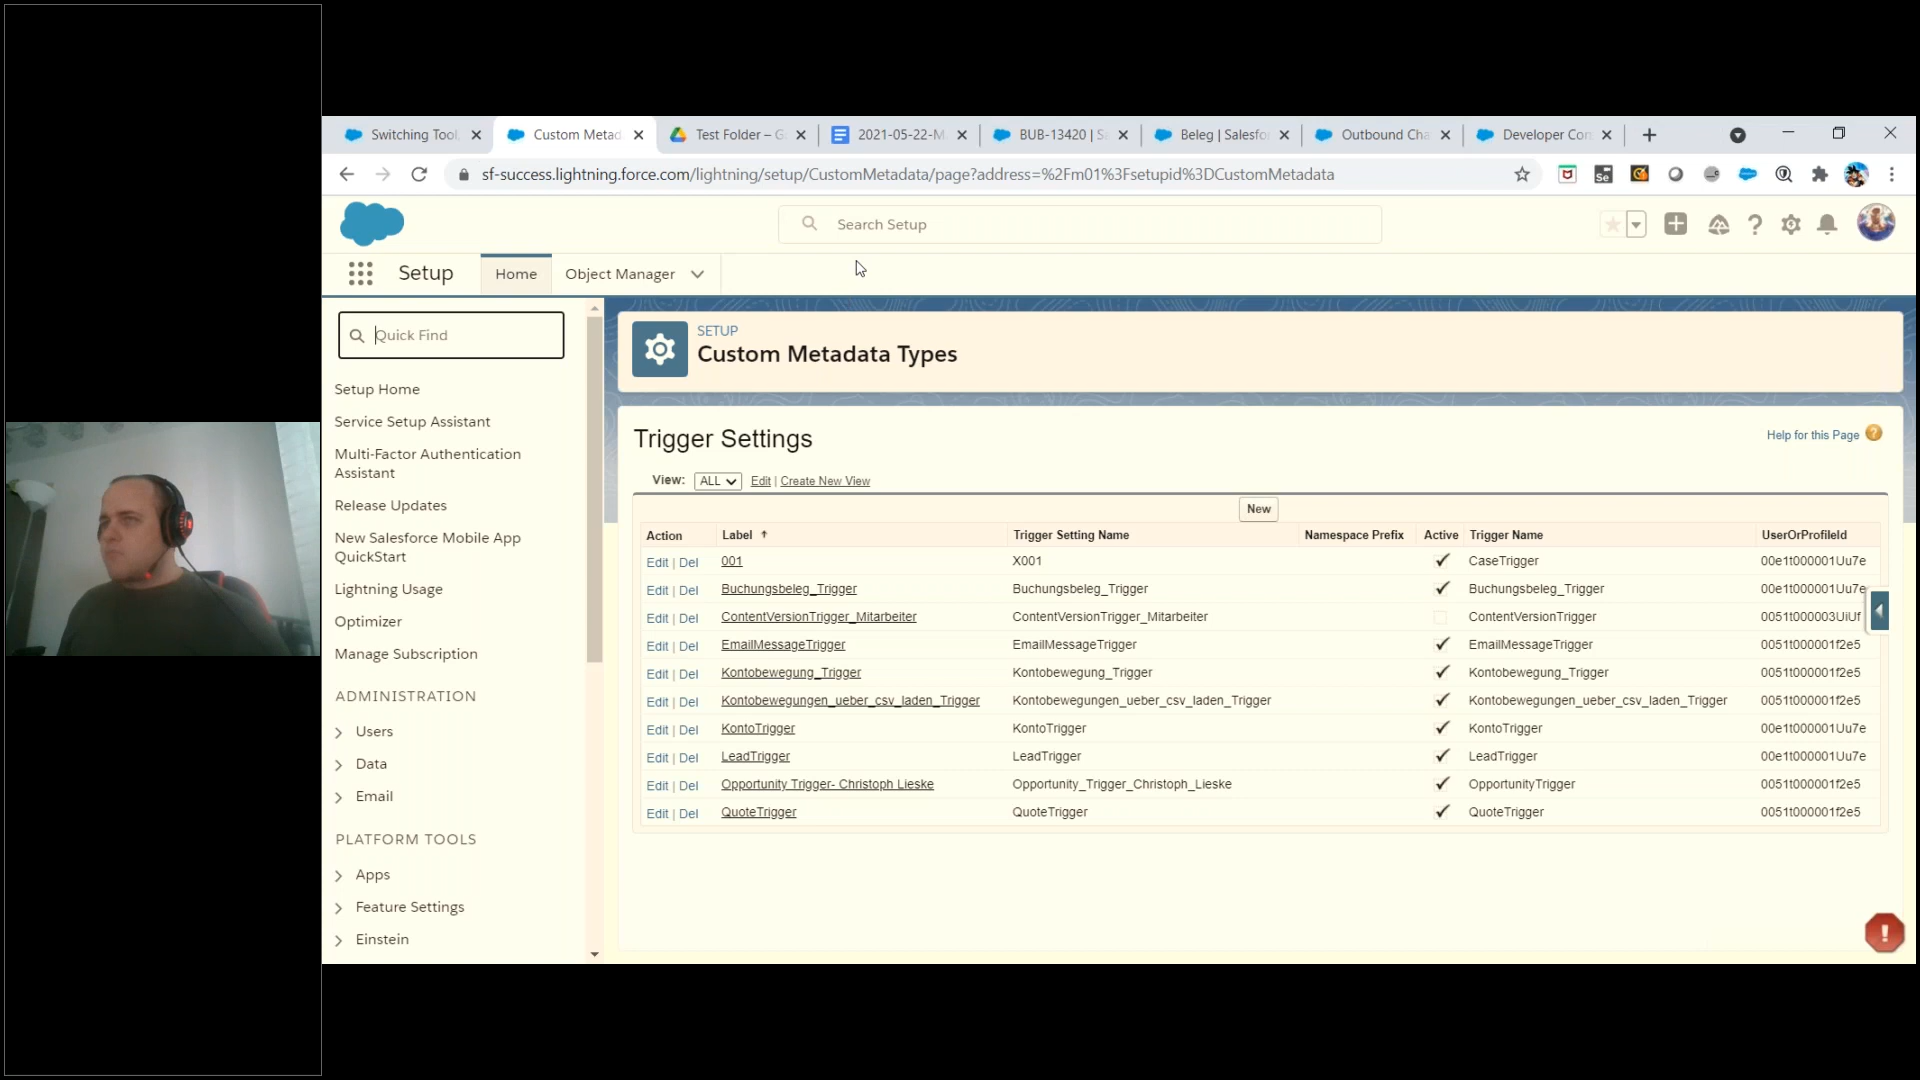 Switching Tool
Custom Metad
Test Folder – G
2021-05-22-M
BUB-13420 | S
Beleg | Salesfo
Outbound Cha
Developer Con
sf-success.lightning.force.com/lightning/setup/CustomMetadata/page?address=%2Fm01%3Fsetupid%3DCustomMetadata
Search Setup
Setup
Home
Object Manager
Quick Find
Setup Home
Service Setup Assistant
Multi-Factor Authentication
Assistant
Release Updates
New Salesforce Mobile App
QuickStart
Lightning Usage
Optimizer
Manage Subscription
ADMINISTRATION
Users
Data
Email
PLATFORM TOOLS
Apps
Feature Settings
Einstein
SETUP
Custom Metadata Types
Trigger Settings
Help for this Page ?
View: ALL Edit | Create New View
New
Action Label ↑ Trigger Setting Name Namespace Prefix Active Trigger Name UserOrProfileId
Edit | Del 001 X001 CaseTrigger 00e1t000001Uu7e
Edit | Del Buchungsbeleg_Trigger Buchungsbeleg_Trigger Buchungsbeleg_Trigger 00e1t000001Uu7e
Edit | Del ContentVersionTrigger_Mitarbeiter ContentVersionTrigger_Mitarbeiter ContentVersionTrigger 0051t000003UiUf
Edit | Del EmailMessageTrigger EmailMessageTrigger EmailMessageTrigger 0051t000001f2e5
Edit | Del Kontobewegung_Trigger Kontobewegung_Trigger Kontobewegung_Trigger 0051t000001f2e5
Edit | Del Kontobewegungen_ueber_csv_laden_Trigger Kontobewegungen_ueber_csv_laden_Trigger Kontobewegungen_ueber_csv_laden_Trigger 0051t000001f2e5
Edit | Del KontoTrigger KontoTrigger KontoTrigger 00e1t000001Uu7e
Edit | Del LeadTrigger LeadTrigger LeadTrigger 00e1t000001Uu7e
Edit | Del Opportunity Trigger- Christoph Lieske Opportunity_Trigger_Christoph_Lieske OpportunityTrigger 0051t000001f2e5
Edit | Del QuoteTrigger QuoteTrigger QuoteTrigger 0051t000001f2e5